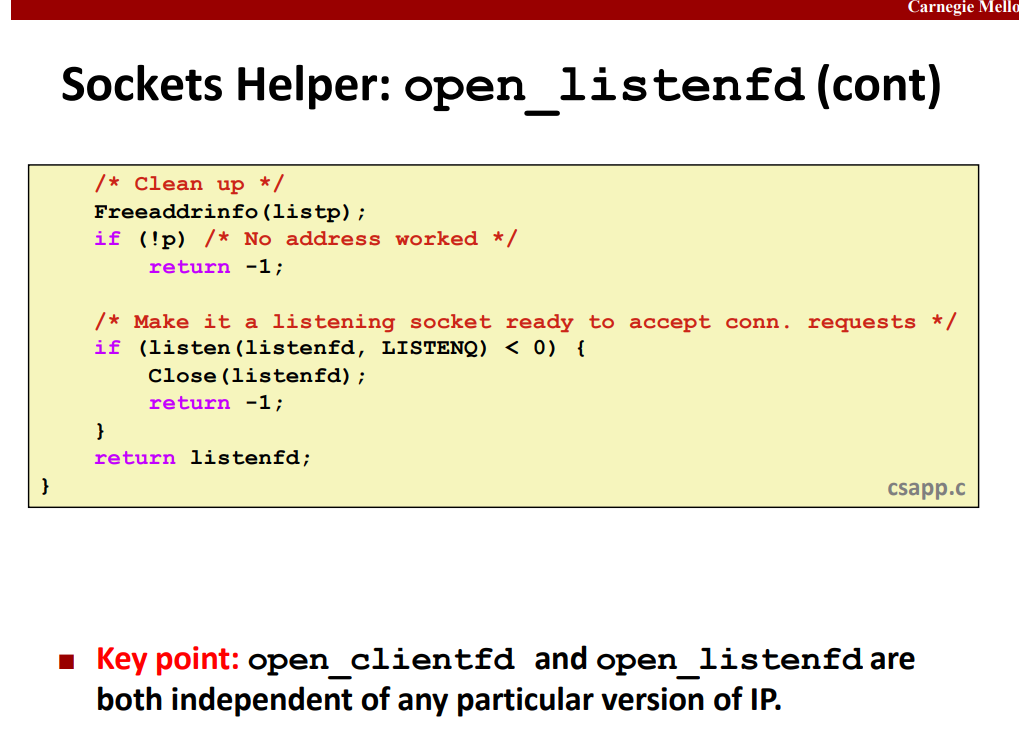 Carnegie Mello
Sockets Helper: open_listenfd (cont)
/* Clean up */
Freeaddrinfo(listp);
if (!p) /* No address worked */
return -1;
/* Make it a listening socket ready to accept conn. requests */
if (listen(listenfd, LISTENQ) < 0) {
Close(listenfd);
return -1;
}
return listenfd;
}
csapp.c
■ Key point: open_clientfd and open_listenfd are
both independent of any particular version of IP.